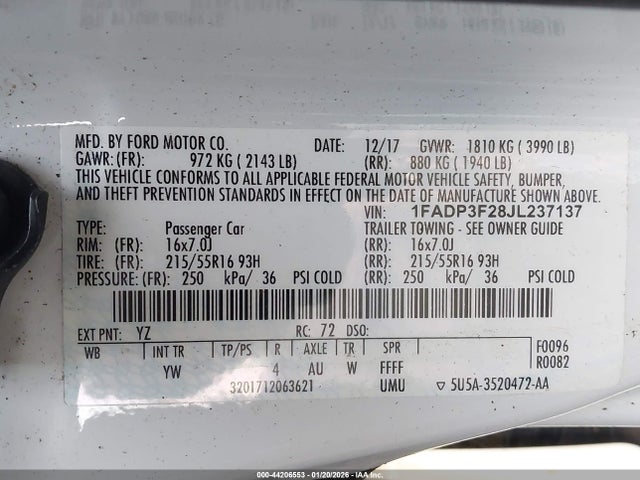 MFD. BY FORD MOTOR CO. DATE: 12/17 GVWR: 1810 KG ( 3990 LB)
GAWR: (FR): 972 KG ( 2143 LB) (RR): 880 KG ( 1940 LB)
THIS VEHICLE CONFORMS TO ALL APPLICABLE FEDERAL MOTOR VEHICLE SAFETY, BUMPER,
AND THEFT PREVENTION STANDARDS IN EFFECT ON THE DATE OF MANUFACTURE SHOWN ABOVE.
VIN: 1FADP3F28JL237137
TYPE: Passenger Car TRAILER TOWING - SEE OWNER GUIDE
RIM: (FR) 16x7.0J (RR): 16x7.0J
TIRE: (FR) 215/55R16 93H (RR): 215/55R16 93H
PRESSURE: (FR) 250 kPa/ 36 PSI COLD (RR): 250 kPa/ 36 PSI COLD
EXT PNT: YZ RC: 72 DSO:
WB INT TR TP/PS R AXLE TR SPR F0096
YW 4 AU W FFFF R0082
3201712063621 UMU 5U5A-3520472-AA
000-44206553 - 01/20/2026 - IAAI.COM